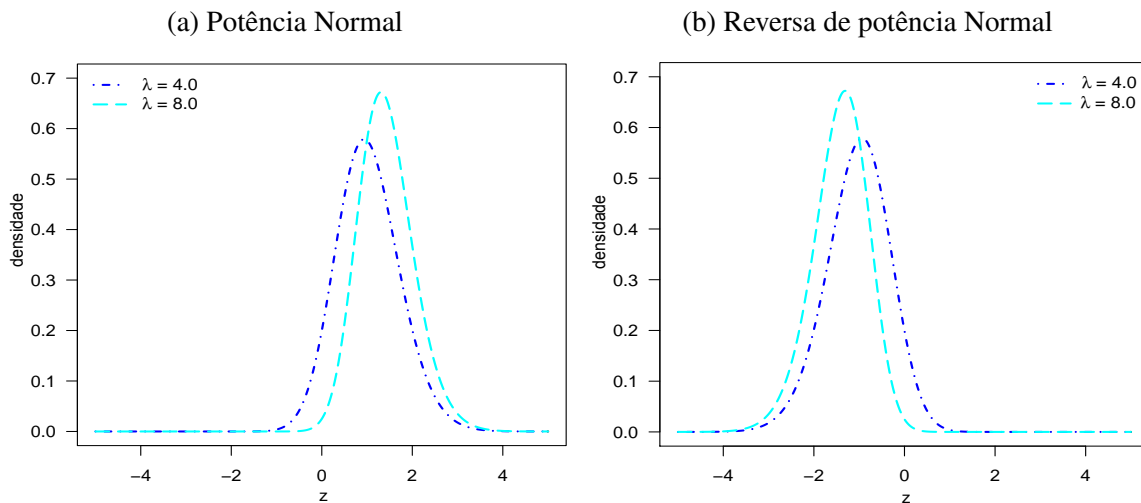 (a) Potência Normal
λ = 4.0
λ = 8.0
densidade
0.7
0.6
0.5
0.4
0.3
0.2
0.1
0.0
−4 −2 0 2 4
z
(b) Reversa de potência Normal
λ = 4.0
λ = 8.0
densidade
0.7
0.6
0.5
0.4
0.3
0.2
0.1
0.0
−4 −2 0 2 4
z